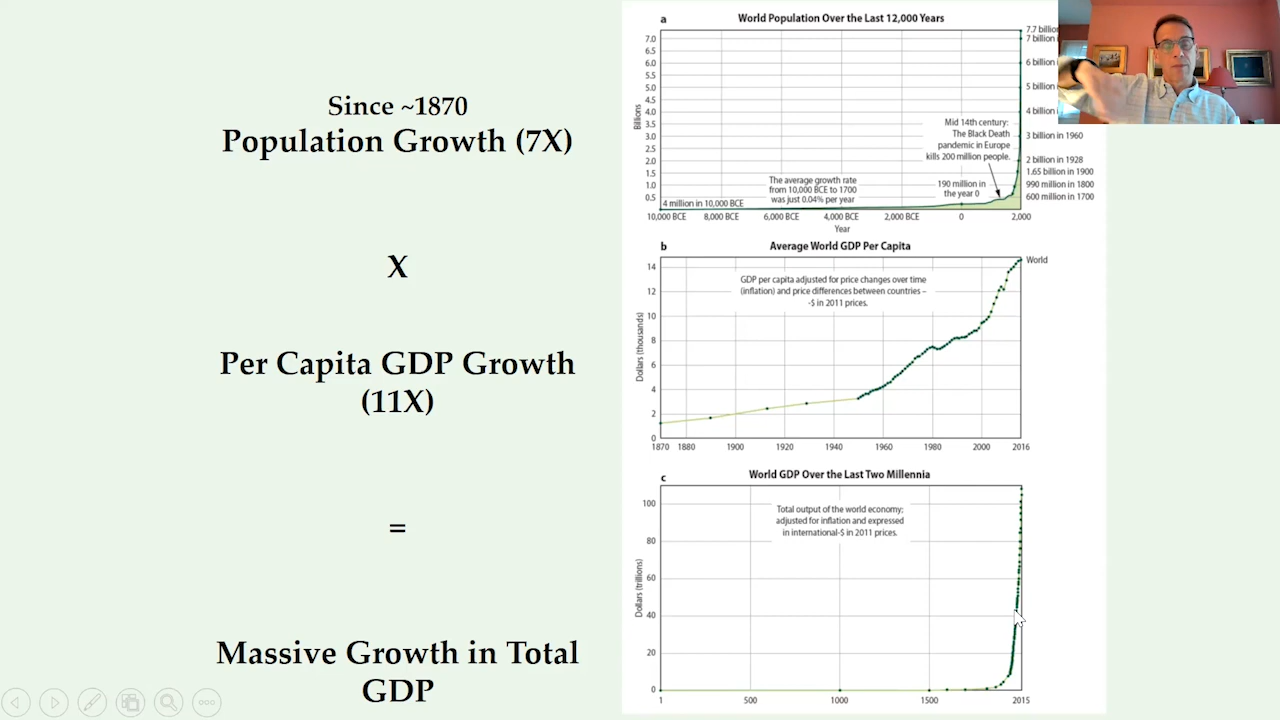 Since ~1870
Population Growth (7X)
X
Per Capita GDP Growth
(11X)
=
Massive Growth in Total
GDP
a
World Population Over the Last 12,000 Years
Billions
7.0
6.5
6.0
5.5
5.0
4.5
4.0
3.5
3.0
2.5
2.0
1.5
1.0
0.5
7.7 billion
7 billion
6 billion
5 billion
4 billion
3 billion in 1960
2 billion in 1928
1.65 billion in 1900
990 million in 1800
600 million in 1700
Mid 14th century:
The Black Death
pandemic in Europe
kills 200 million people.
The average growth rate
from 10,000 BCE to 1700
was just 0.04% per year
190 million in
the year 0
4 million in 10,000 BCE
10,000 BCE 8,000 BCE 6,000 BCE 4,000 BCE 2,000 BCE 0 2,000
Year
b
Average World GDP Per Capita
Dollars (thousands)
14
12
10
8
6
4
2
0
GDP per capita adjusted for price changes over time
(inflation) and price differences between countries –
-$ in 2011 prices.
World
1870 1880 1900 1920 1940 1960 1980 2000 2016
c
World GDP Over the Last Two Millennia
Dollars (trillions)
100
80
60
40
20
0
Total output of the world economy;
adjusted for inflation and expressed
in international-$ in 2011 prices.
1 500 1000 1500 2015